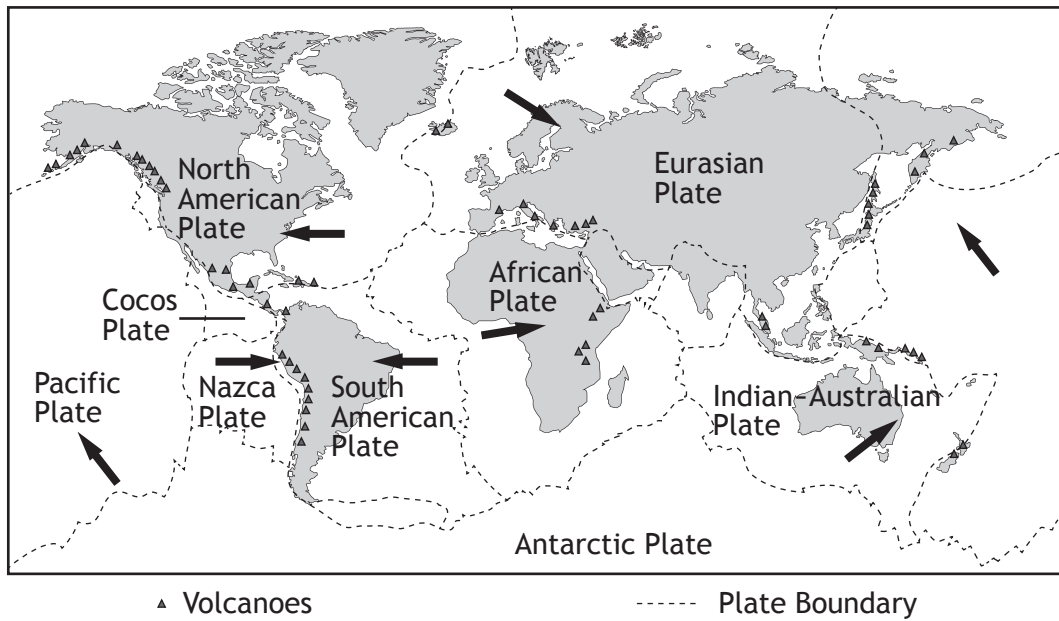 North
American
Plate
Eurasian
Plate
African
Plate
Cocos
Plate
Pacific
Plate
Nazca
Plate
South
American
Plate
Indian–Australian
Plate
Antarctic Plate
Volcanoes
Plate Boundary